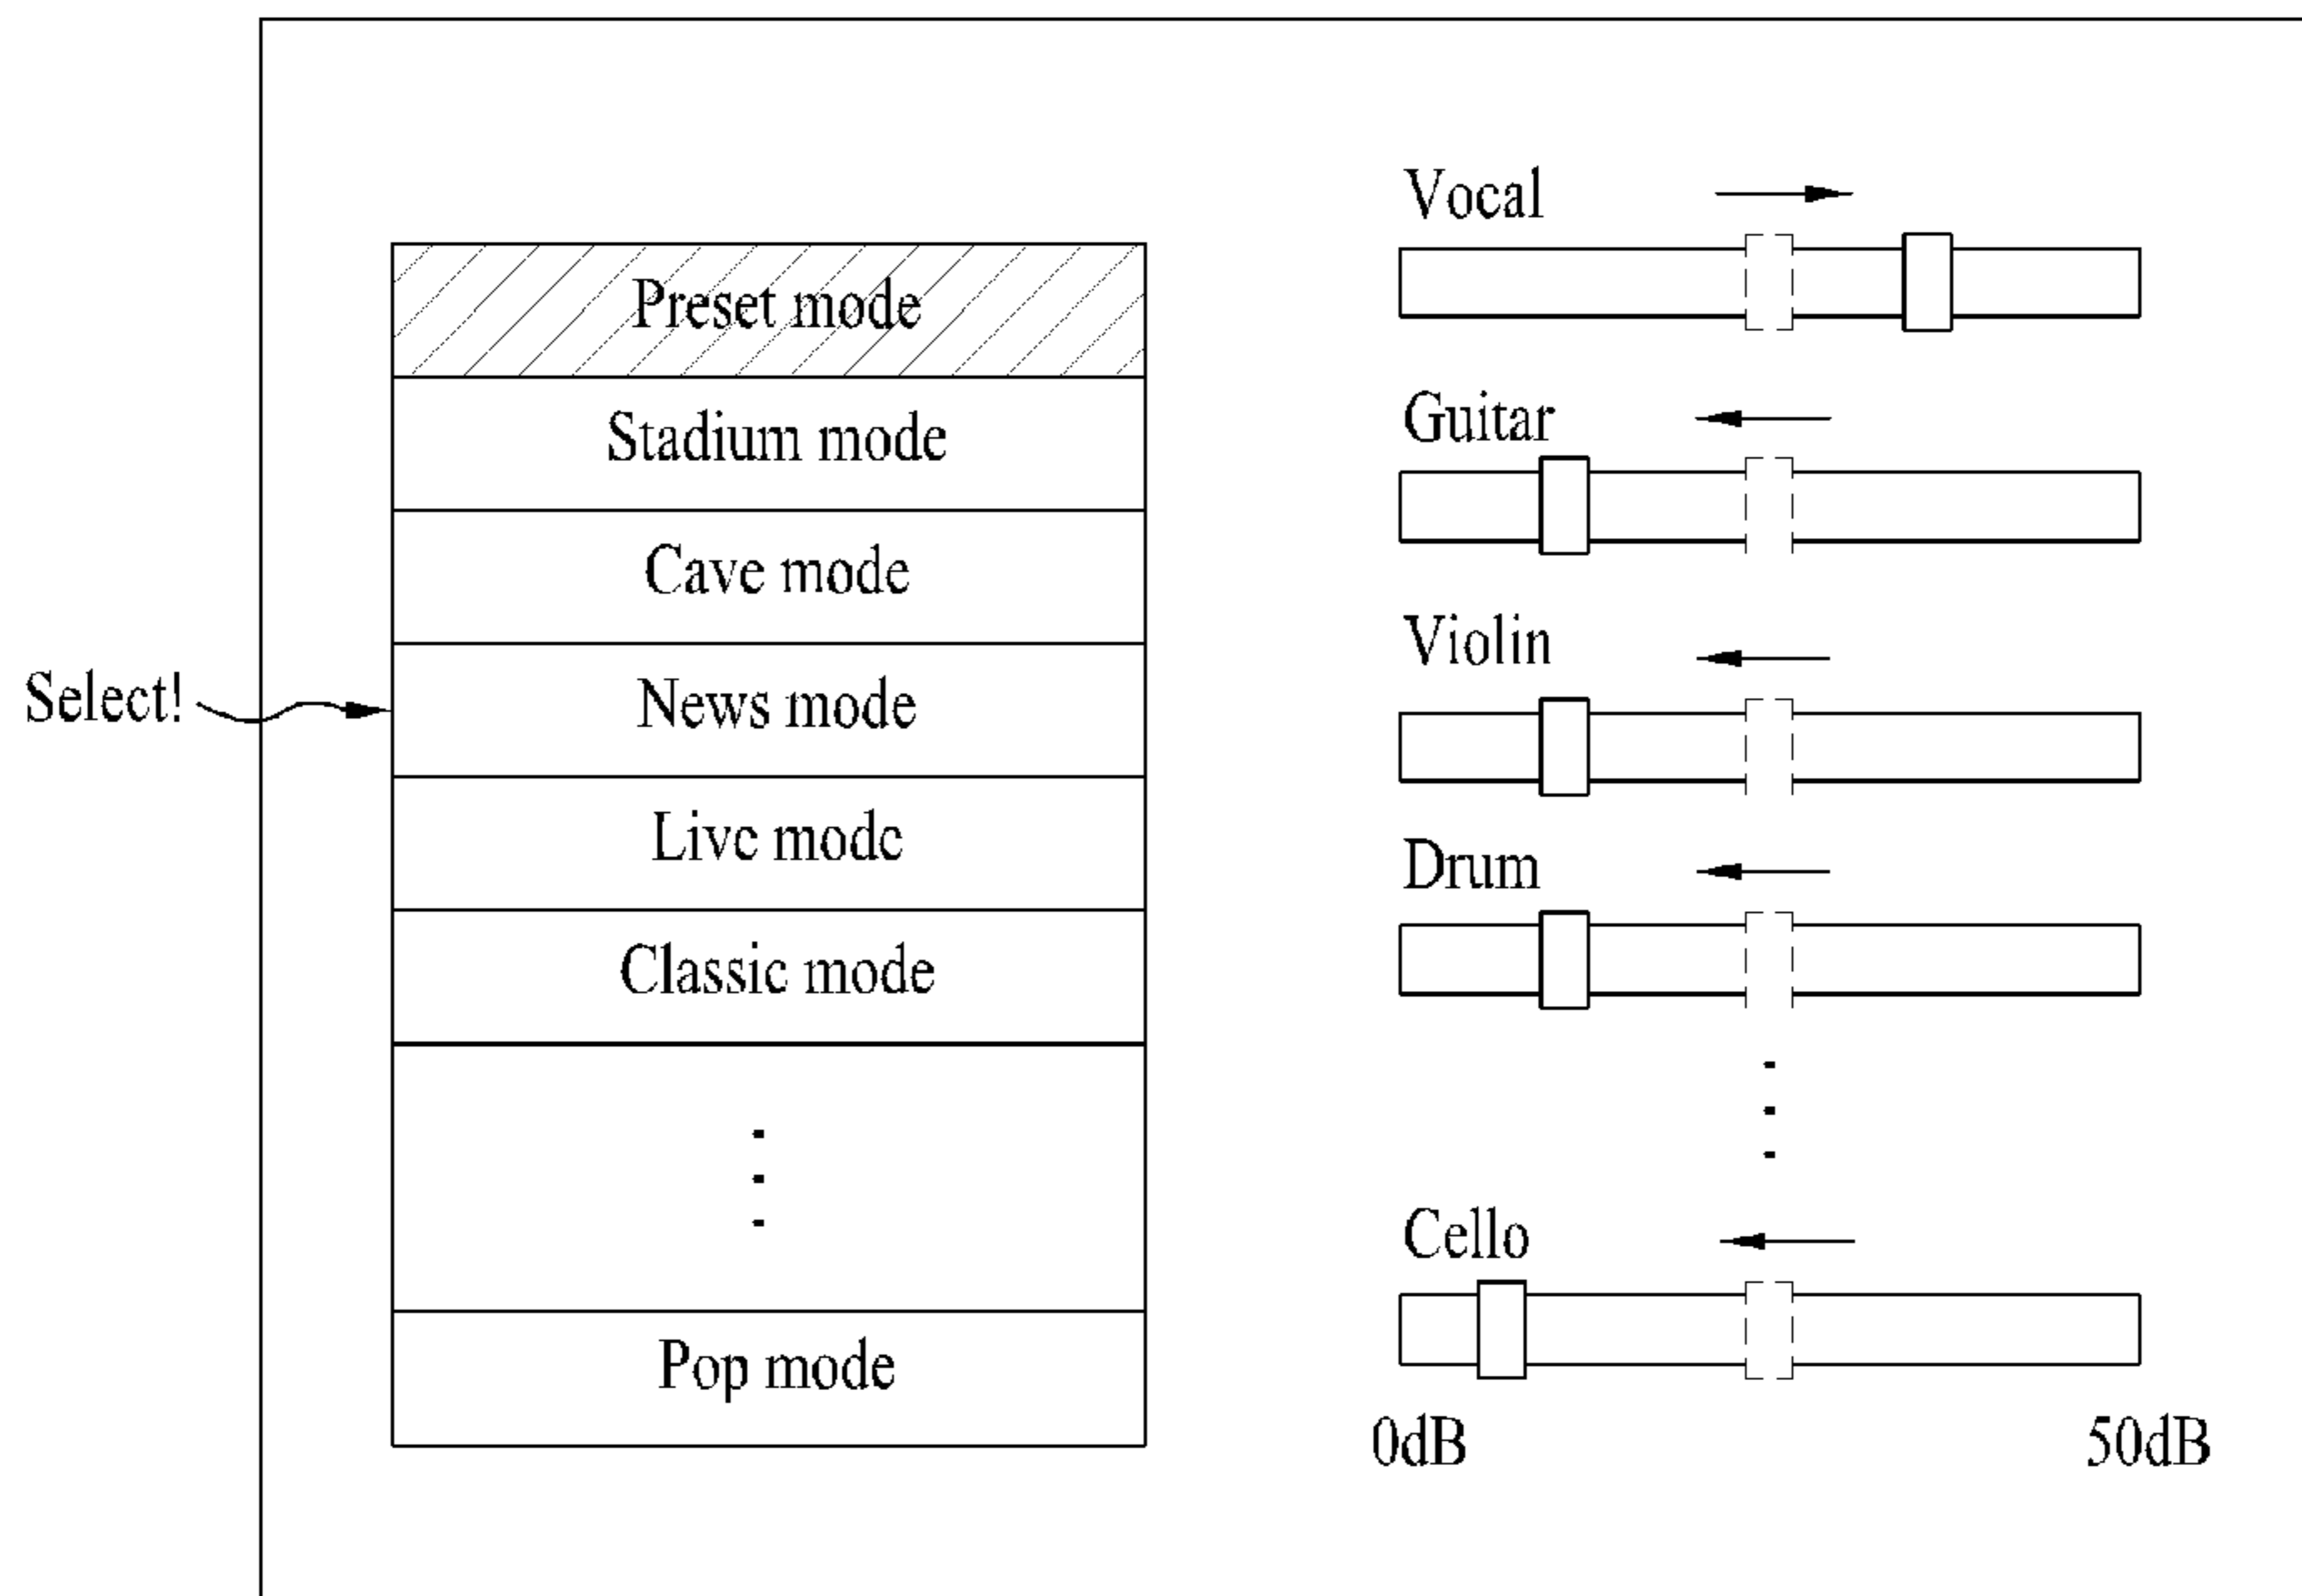 Select!
Preset mode
Stadium mode
Cave mode
News mode
Live mode
Classic mode
Pop mode
Vocal
Guitar
Violin
Drum
Cello
0dB
50dB